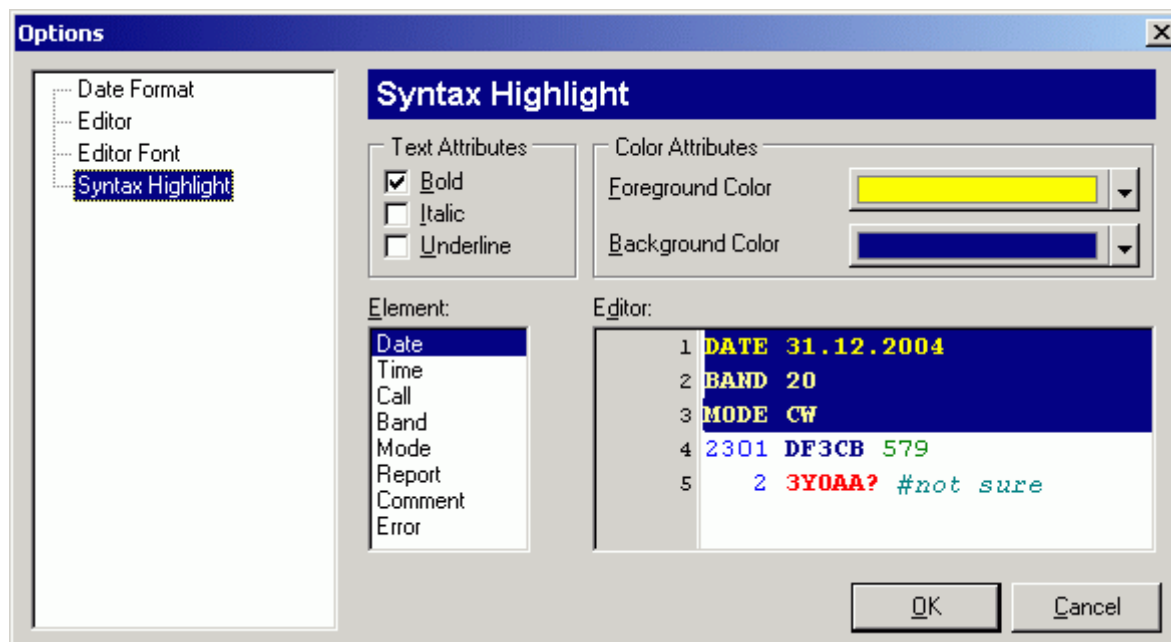 Options
Date Format
Editor
Editor Font
Syntax Highlight
Syntax Highlight
Text Attributes
Bold
Italic
Underline
Color Attributes
Foreground Color
Background Color
Element:
Date
Time
Call
Band
Mode
Report
Comment
Error
Editor:
1 DATE 31.12.2004
2 BAND 20
3 MODE CW
4 2301 DF3CB 579
5 2 3Y0AA? #not sure
OK
Cancel